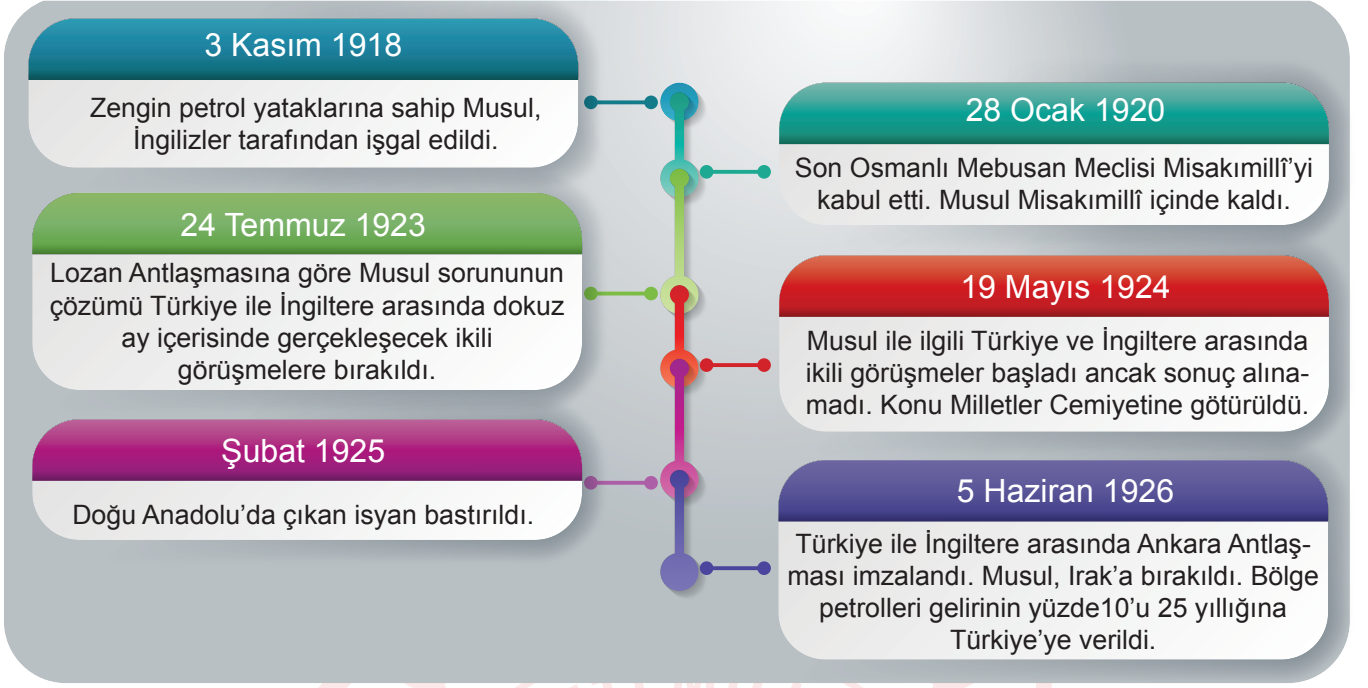 3 Kasım 1918
Zengin petrol yataklarına sahip Musul,
İngilizler tarafından işgal edildi.
28 Ocak 1920
Son Osmanlı Mebusan Meclisi Misakımillî’yi
kabul etti. Musul Misakımillî içinde kaldı.
24 Temmuz 1923
Lozan Antlaşmasına göre Musul sorununun
çözümü Türkiye ile İngiltere arasında dokuz
ay içerisinde gerçekleşecek ikili
görüşmelere bırakıldı.
19 Mayıs 1924
Musul ile ilgili Türkiye ve İngiltere arasında
ikili görüşmeler başladı ancak sonuç alına-
madı. Konu Milletler Cemiyetine götürüldü.
Şubat 1925
Doğu Anadolu’da çıkan isyan bastırıldı.
5 Haziran 1926
Türkiye ile İngiltere arasında Ankara Antlaş-
ması imzalandı. Musul, Irak’a bırakıldı. Bölge
petrolleri gelirinin yüzde10’u 25 yıllığına
Türkiye’ye verildi.